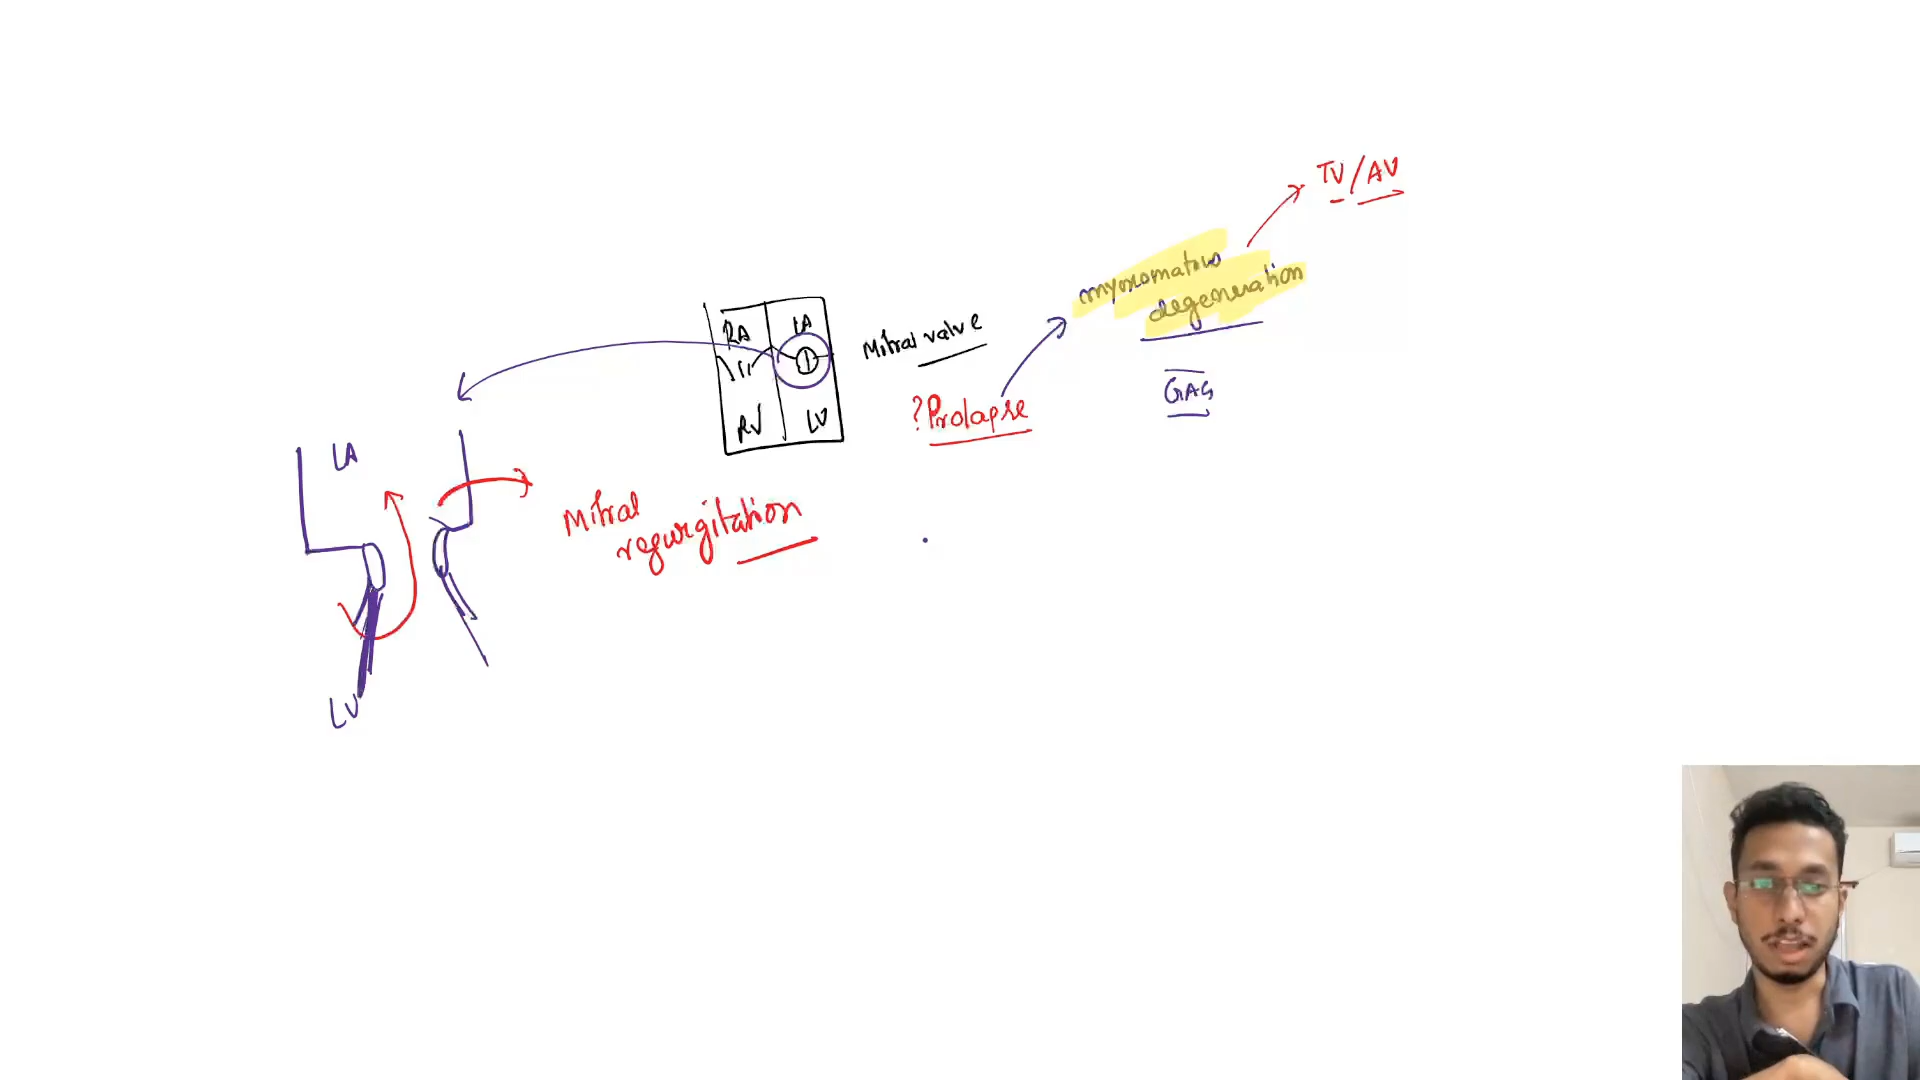 TV/AV
myxomatous
degeneration
RA
LA
Mitral valve
GAG
?Prolapse
RV
LV
LA
Mitral
regurgitation
LV